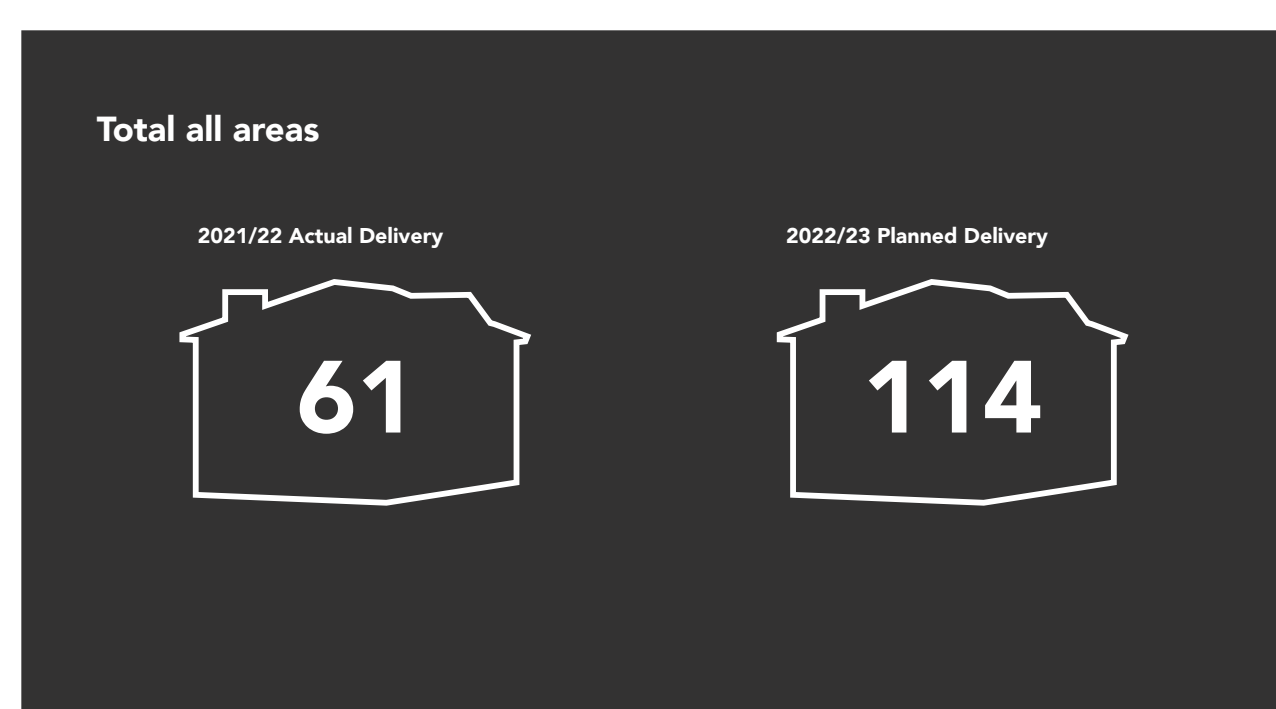 Total all areas
2021/22 Actual Delivery
2022/23 Planned Delivery
61
114